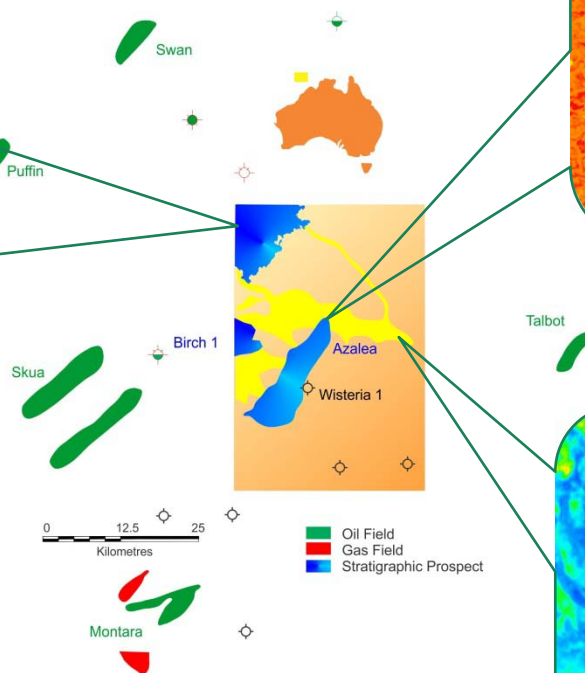 Swan
Puffin
Talbot
Birch 1
Azalea
Skua
Wisteria 1
0 12.5 25
Kilometres
Oil Field
Gas Field
Stratigraphic Prospect
Montara